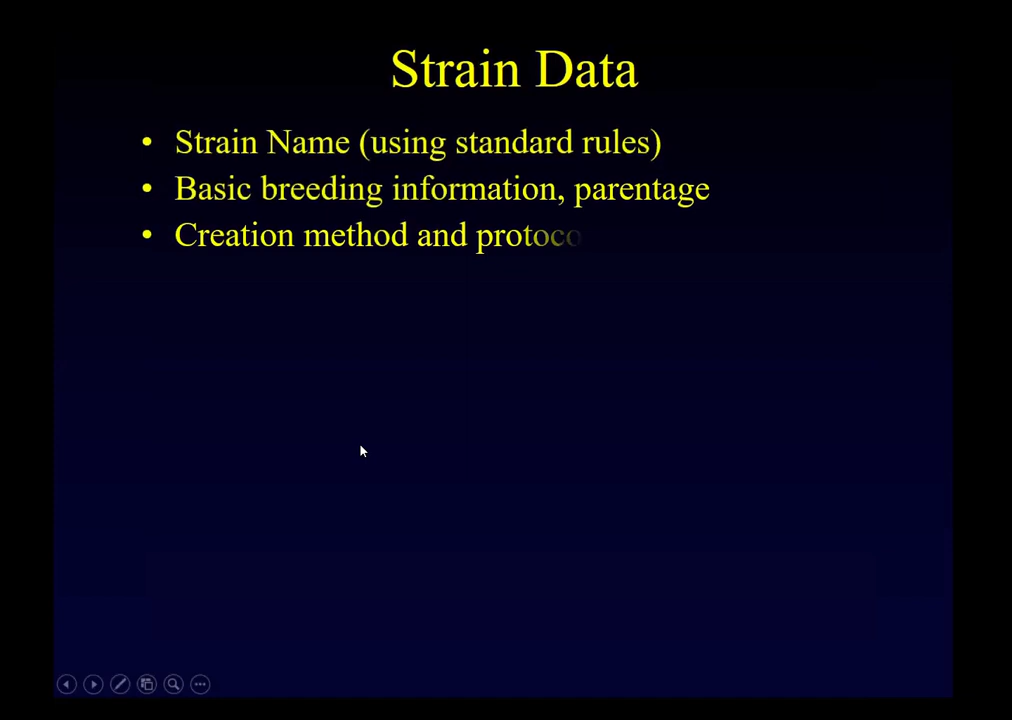 Strain Data
• Strain Name (using standard rules)
• Basic breeding information, parentage
• Creation method and protoco